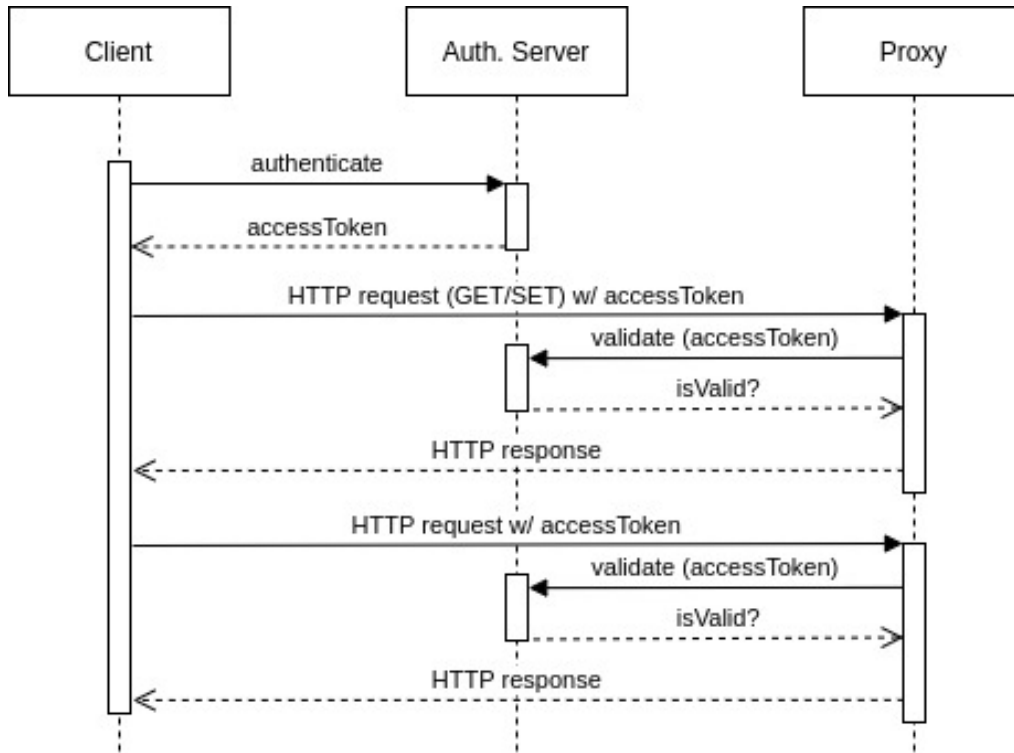 Client
Auth. Server
Proxy
authenticate
accessToken
HTTP request (GET/SET) w/ accessToken
validate (accessToken)
isValid?
HTTP response
HTTP request w/ accessToken
validate (accessToken)
isValid?
HTTP response